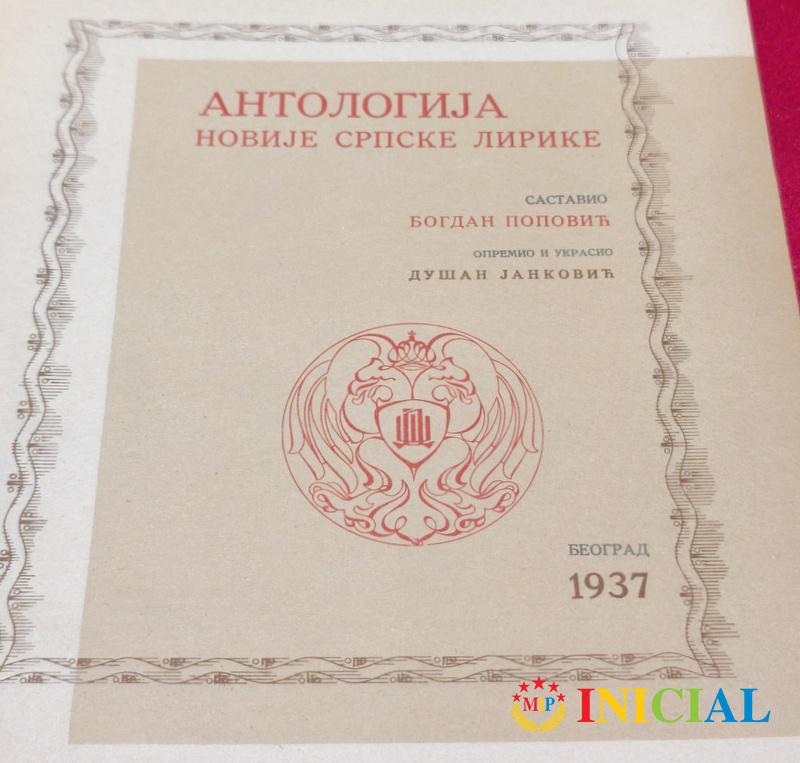 АНТОЛОГИЈА
НОВИЈЕ СРПСКЕ ЛИРИКЕ
САСТАВИО
БОГДАН ПОПОВИЋ
ОПРЕМИО И УКРАСИО
ДУШАН ЈАНКОВИЋ
БЕОГРАД
1937
MP INICIAL